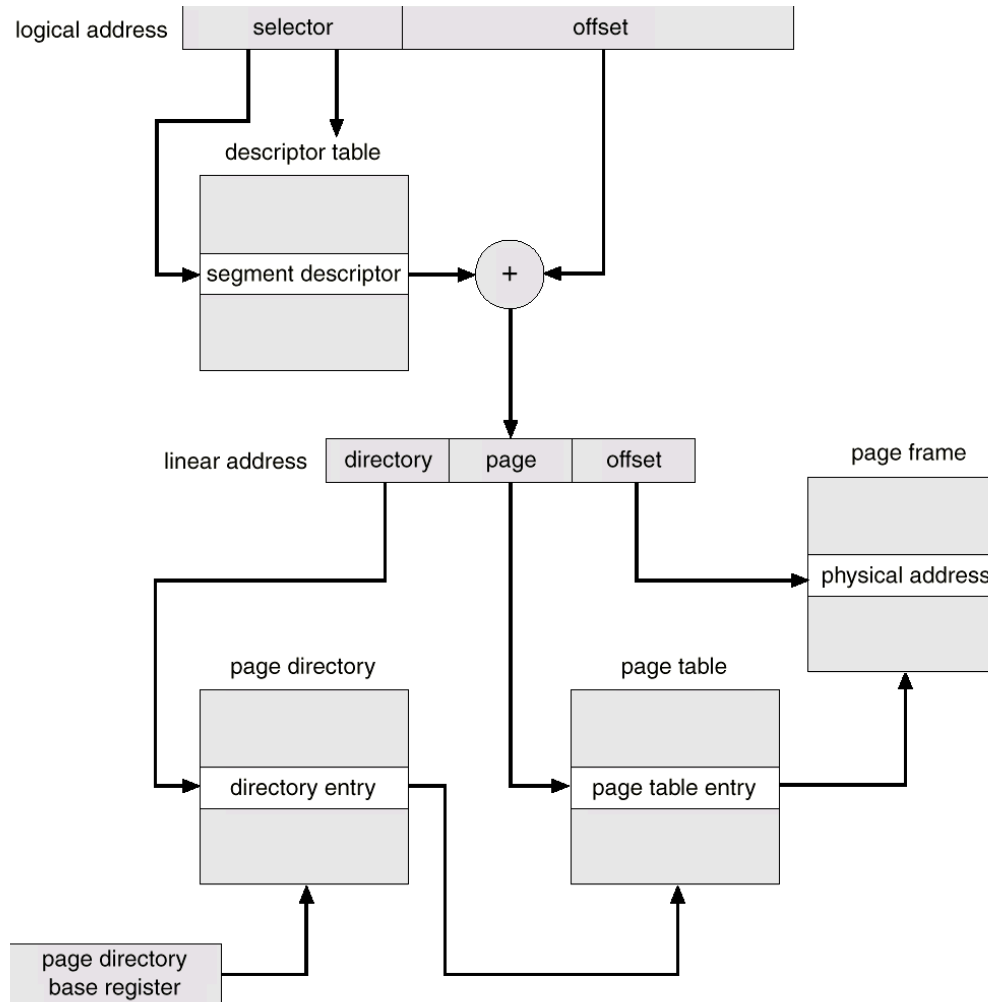 logical address
selector
offset
descriptor table
segment descriptor
+
linear address
directory
page
offset
page frame
physical address
page directory
page table
directory entry
page table entry
page directory
base register